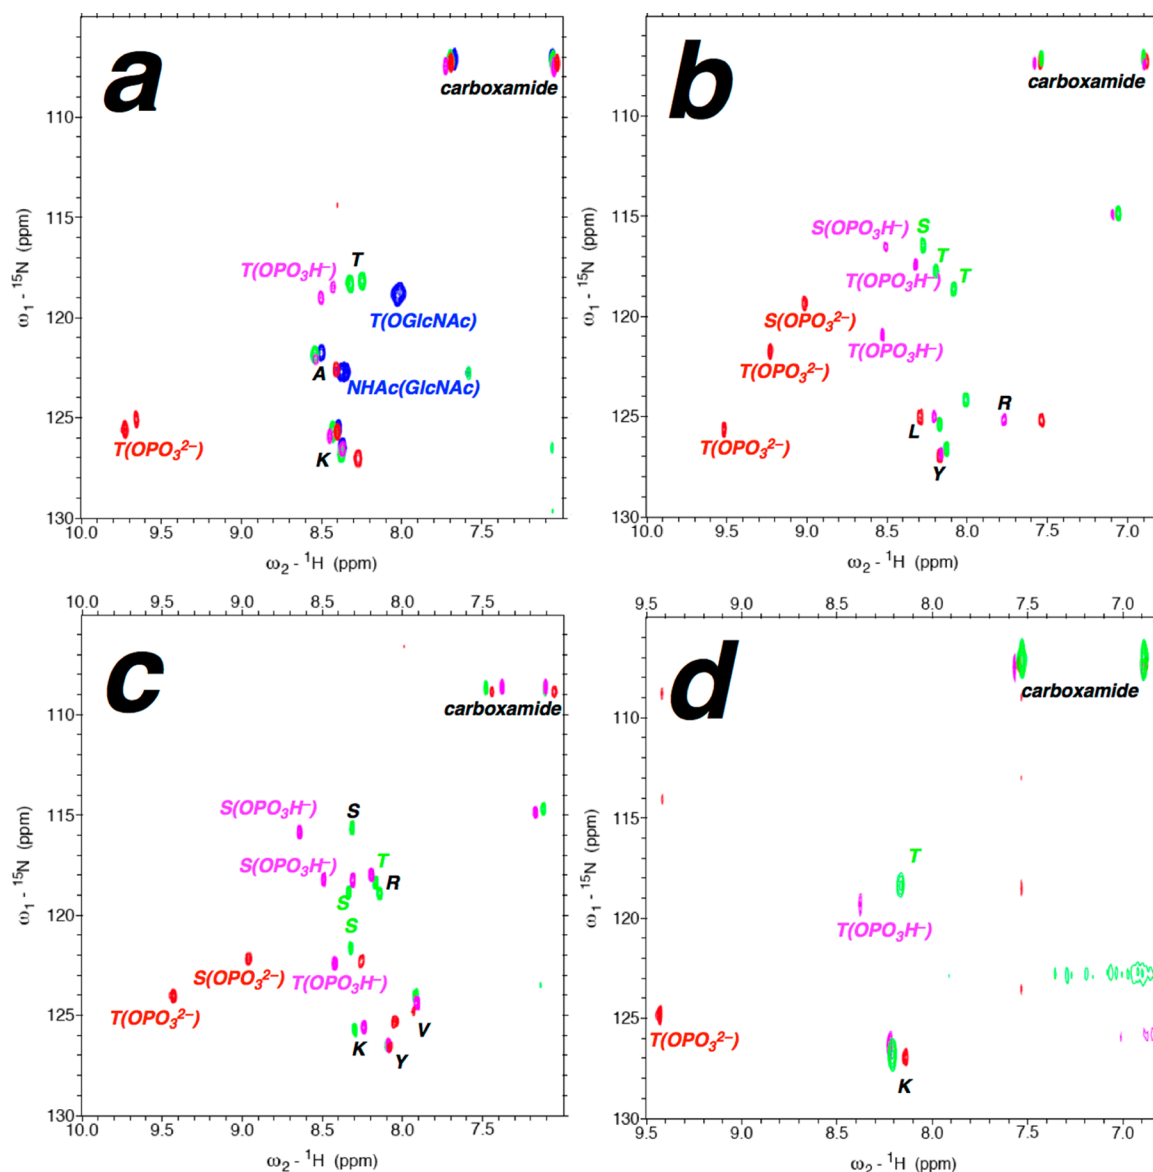 a
carboxamide
T(OPO₃H⁻)
T
T(OGlcNAc)
A
NHAc(GlcNAc)
T(OPO₃²⁻)
K
110
115
120
125
130
10.0 9.5 9.0 8.5 8.0 7.5
ω₁ - ¹⁵N (ppm)
ω₂ - ¹H (ppm)
b
carboxamide
S(OPO₃H⁻)
S
T
T(OPO₃H⁻)
T
S(OPO₃²⁻)
T(OPO₃H⁻)
T(OPO₃²⁻)
R
L
T(OPO₃²⁻)
Y
110
115
120
125
130
10.0 9.5 9.0 8.5 8.0 7.5 7.0
ω₁ - ¹⁵N (ppm)
ω₂ - ¹H (ppm)
10.0 9.5 9.0 8.5 8.0 7.5
c
carboxamide
S(OPO₃H⁻)
S
S(OPO₃H⁻)
T
R
S
S
S(OPO₃²⁻)
T(OPO₃H⁻)
T(OPO₃²⁻)
V
K
Y
110
115
120
125
130
10.0 9.5 9.0 8.5 8.0 7.5
ω₁ - ¹⁵N (ppm)
ω₂ - ¹H (ppm)
9.5 9.0 8.5 8.0 7.5 7.0
d
carboxamide
T
T(OPO₃H⁻)
T(OPO₃²⁻)
K
110
115
120
125
130
9.5 9.0 8.5 8.0 7.5 7.0
ω₁ - ¹⁵N (ppm)
ω₂ - ¹H (ppm)